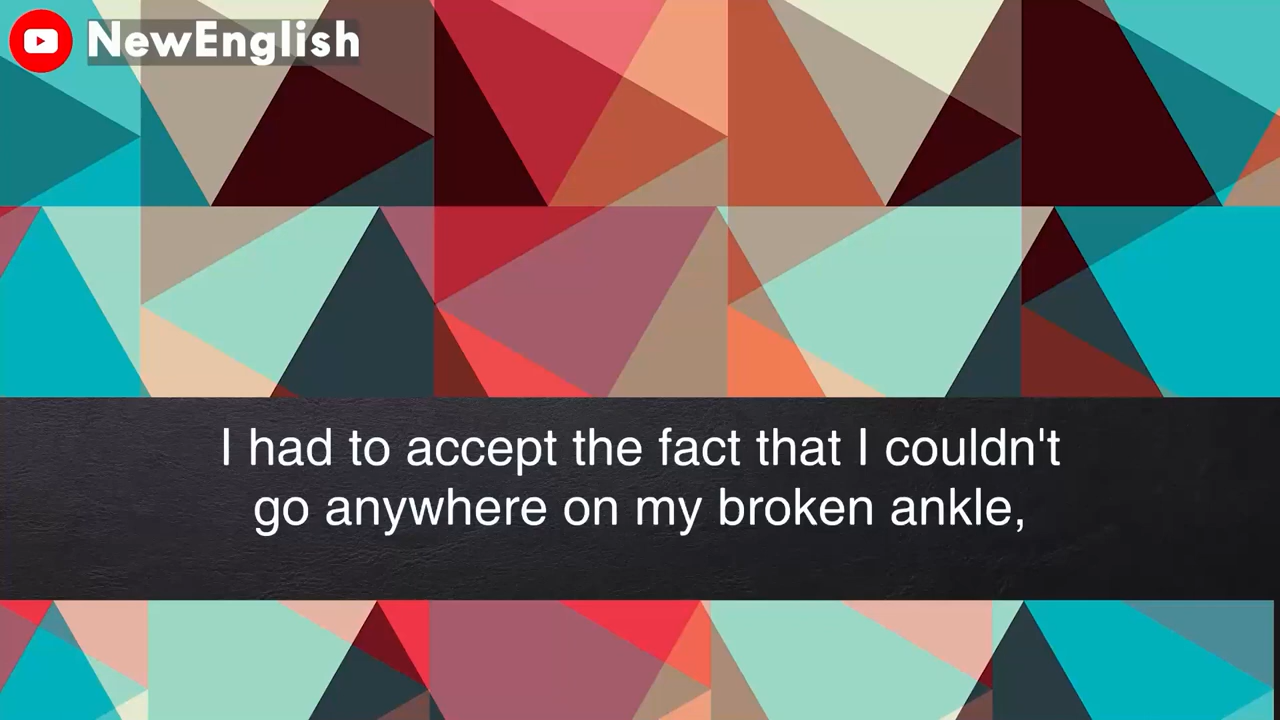 NewEnglish
I had to accept the fact that I couldn't
go anywhere on my broken ankle,